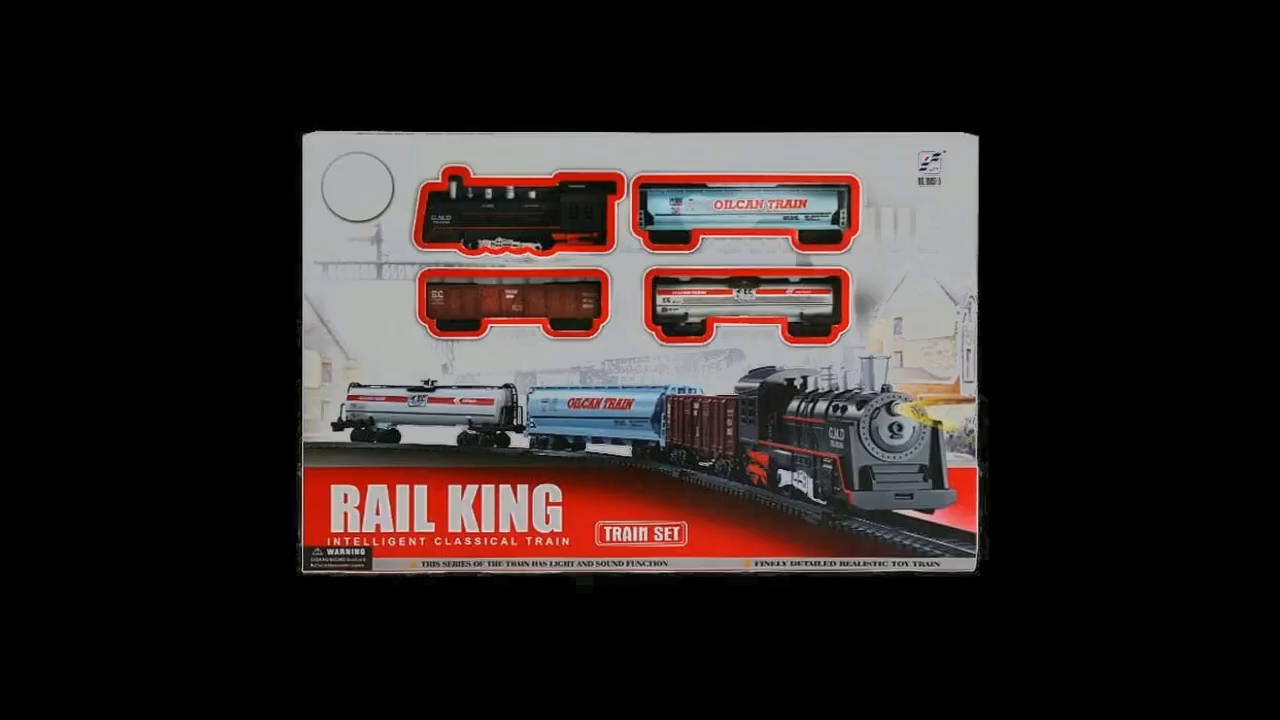 G.M.D
OILCAN TRAIN
E.C
OILCAN TRAIN
G.M.D
RAIL KING
INTELLIGENT CLASSICAL TRAIN
TRAIN SET
WARNING
THIS SERIES OF THE TRAIN HAS LIGHT AND SOUND FUNCTION
FINELY DETAILED REALISTIC TOY TRAIN